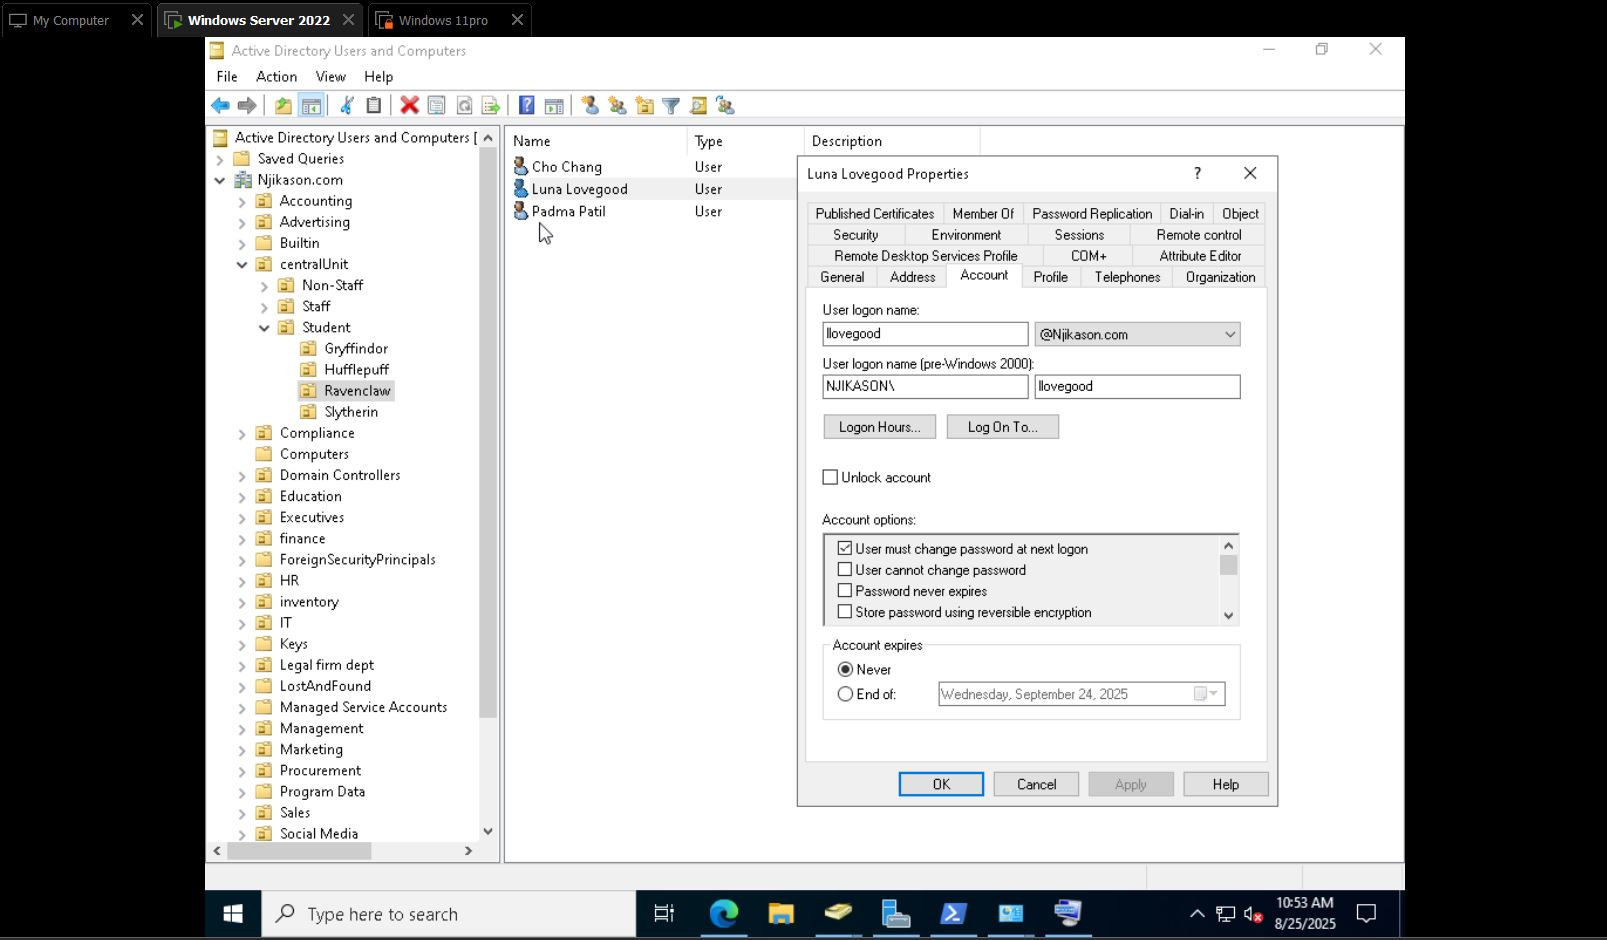 My Computer
Windows Server 2022
Windows 11pro
Active Directory Users and Computers
File Action View Help
Active Directory Users and Computers [
Saved Queries
Njikason.com
Accounting
Advertising
Builtin
centralUnit
Non-Staff
Staff
Student
Gryffindor
Hufflepuff
Ravenclaw
Slytherin
Compliance
Computers
Domain Controllers
Education
Executives
finance
ForeignSecurityPrincipals
HR
inventory
IT
Keys
Legal firm dept
LostAndFound
Managed Service Accounts
Management
Marketing
Procurement
Program Data
Sales
Social Media
Name Type Description
Cho Chang User
Luna Lovegood User
Padma Patil User
Luna Lovegood Properties ?
Published Certificates Member Of Password Replication Dial-in Object
Security Environment Sessions Remote control
Remote Desktop Services Profile COM+ Attribute Editor
General Address Account Profile Telephones Organization
User logon name:
llovegood @Njikason.com
User logon name (pre-Windows 2000):
NJIKASON\ llovegood
Logon Hours... Log On To...
Unlock account
Account options:
User must change password at next logon
User cannot change password
Password never expires
Store password using reversible encryption
Account expires
Never
End of: Wednesday, September 24, 2025
OK Cancel Apply Help
Type here to search
10:53 AM
8/25/2025